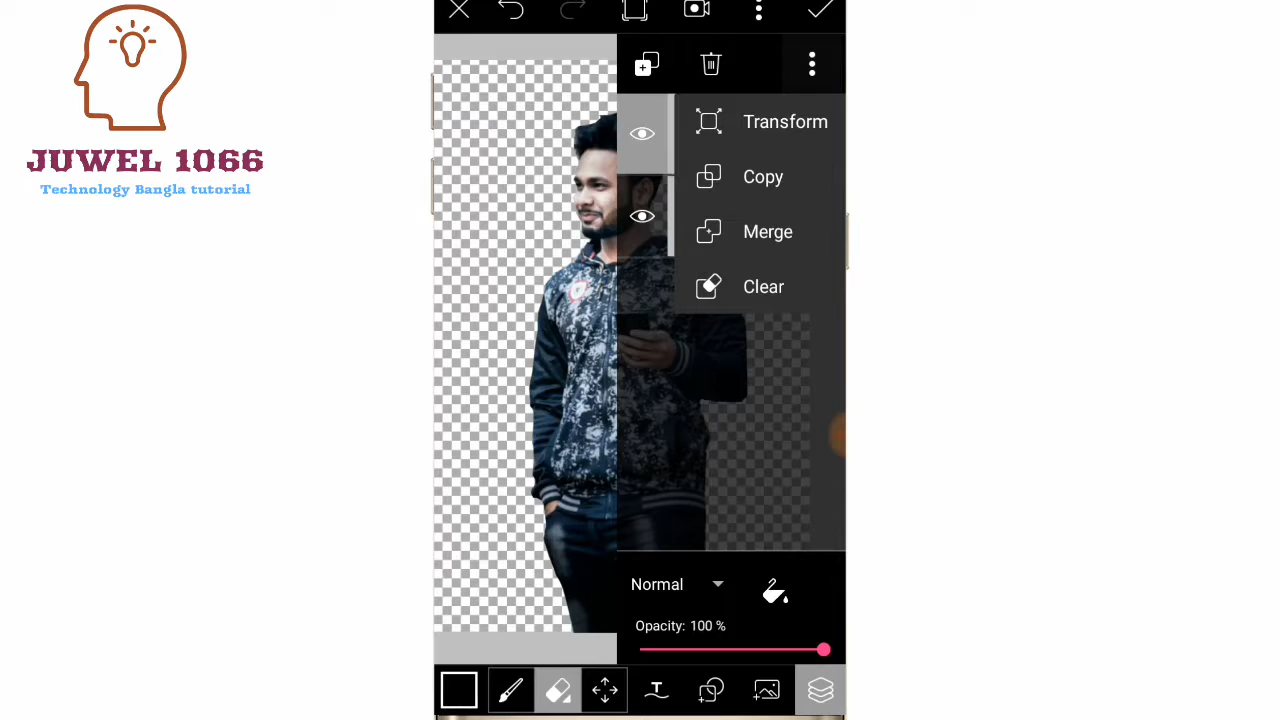 JUWEL 1066
Technology Bangla tutorial
Transform
Copy
Merge
Clear
Normal
Opacity: 100 %